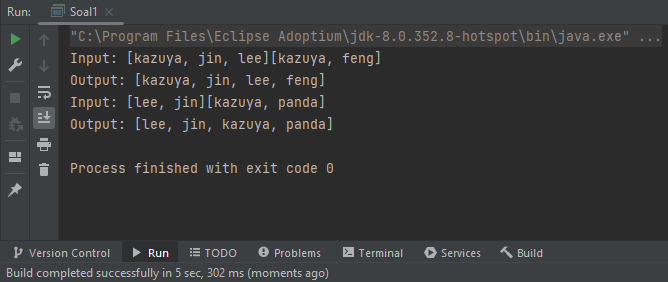 Run: Soal1
"C:\Program Files\Eclipse Adoptium\jdk-8.0.352.8-hotspot\bin\java.exe" ...
Input: [kazuya, jin, lee][kazuya, feng]
Output: [kazuya, jin, lee, feng]
Input: [lee, jin][kazuya, panda]
Output: [lee, jin, kazuya, panda]
Process finished with exit code 0
Version Control Run TODO Problems Terminal Services Build
Build completed successfully in 5 sec, 302 ms (moments ago)